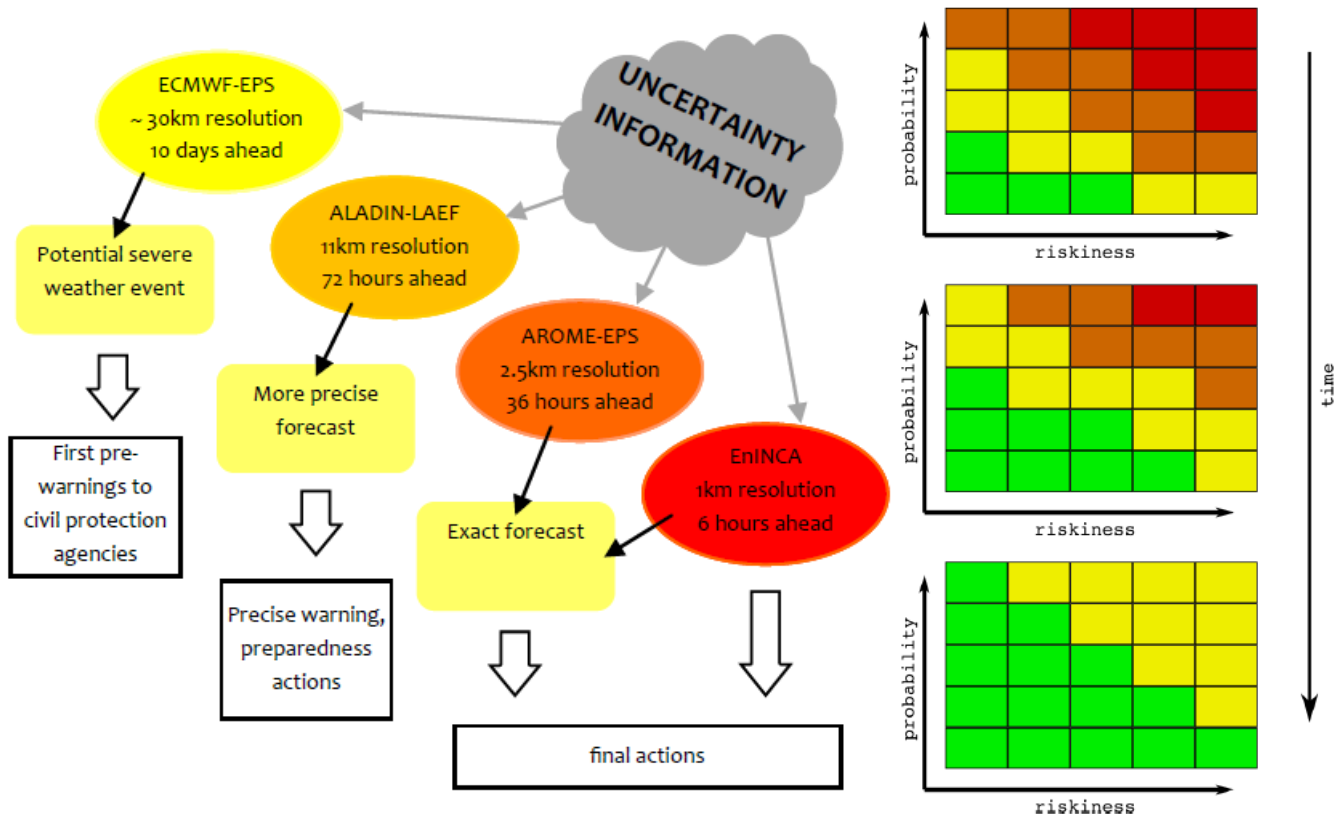 UNCERTAINTY
INFORMATION
ECMWF-EPS
~ 30km resolution
10 days ahead
Potential severe
weather event
First pre-
warnings to
civil protection
agencies
ALADIN-LAEF
11km resolution
72 hours ahead
More precise
forecast
Precise warning,
preparedness
actions
AROME-EPS
2.5km resolution
36 hours ahead
EnINCA
1km resolution
6 hours ahead
Exact forecast
final actions
probability
riskiness
probability
riskiness
probability
riskiness
time